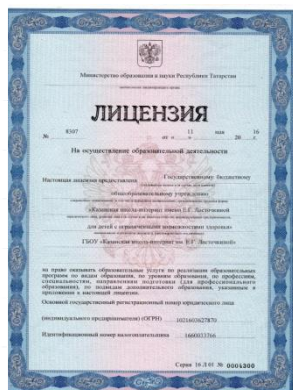 Министерство образования и науки Республики Татарстан
ЛИЦЕНЗИЯ
№ 8307 от « 11 мая 20 16 г.
На осуществление образовательной деятельности
Настоящая лицензия предоставлена Государственному бюджетному
общеобразовательному учреждению
«Казанская школа-интернат имени Е.Г. Ласточкиной
для детей с ограниченными возможностями здоровья»
ГБОУ «Казанская школа-интернат им. Е.Г. Ласточкиной»
на право оказывать образовательные услуги по реализации образовательных
программ по видам образования, по уровням образования, по профессиям,
специальностям, направлениям подготовки (для профессионального
образования), по подвидам дополнительного образования, указанным в
приложении к настоящей лицензии.
Основной государственный регистрационный номер юридического лица
(индивидуального предпринимателя) (ОГРН) 1021603627870
Идентификационный номер налогоплательщика 1660033766
Серия 16 Л 01 № 0004300